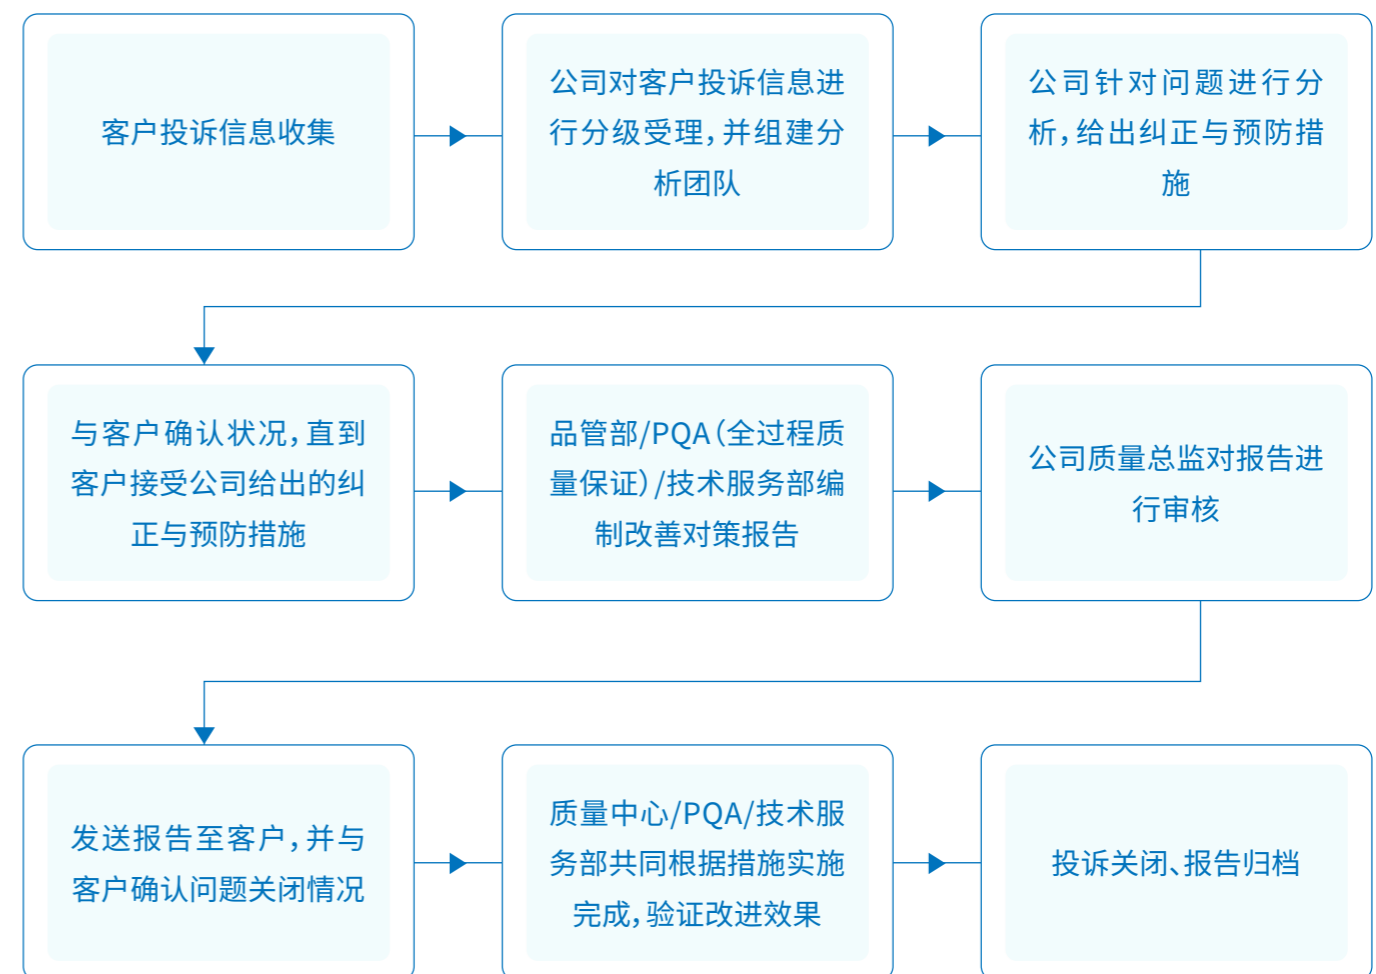 客户投诉信息收集
公司对客户投诉信息进
行分级受理，并组建分
析团队
公司针对问题进行分
析，给出纠正与预防措
施
与客户确认状况，直到
客户接受公司给出的纠
正与预防措施
品管部/PQA（全过程质
量保证）/技术服务部编
制改善对策报告
公司质量总监对报告进
行审核
发送报告至客户，并与
客户确认问题关闭情况
质量中心/PQA/技术服
务部共同根据措施实施
完成，验证改进效果
投诉关闭、报告归档